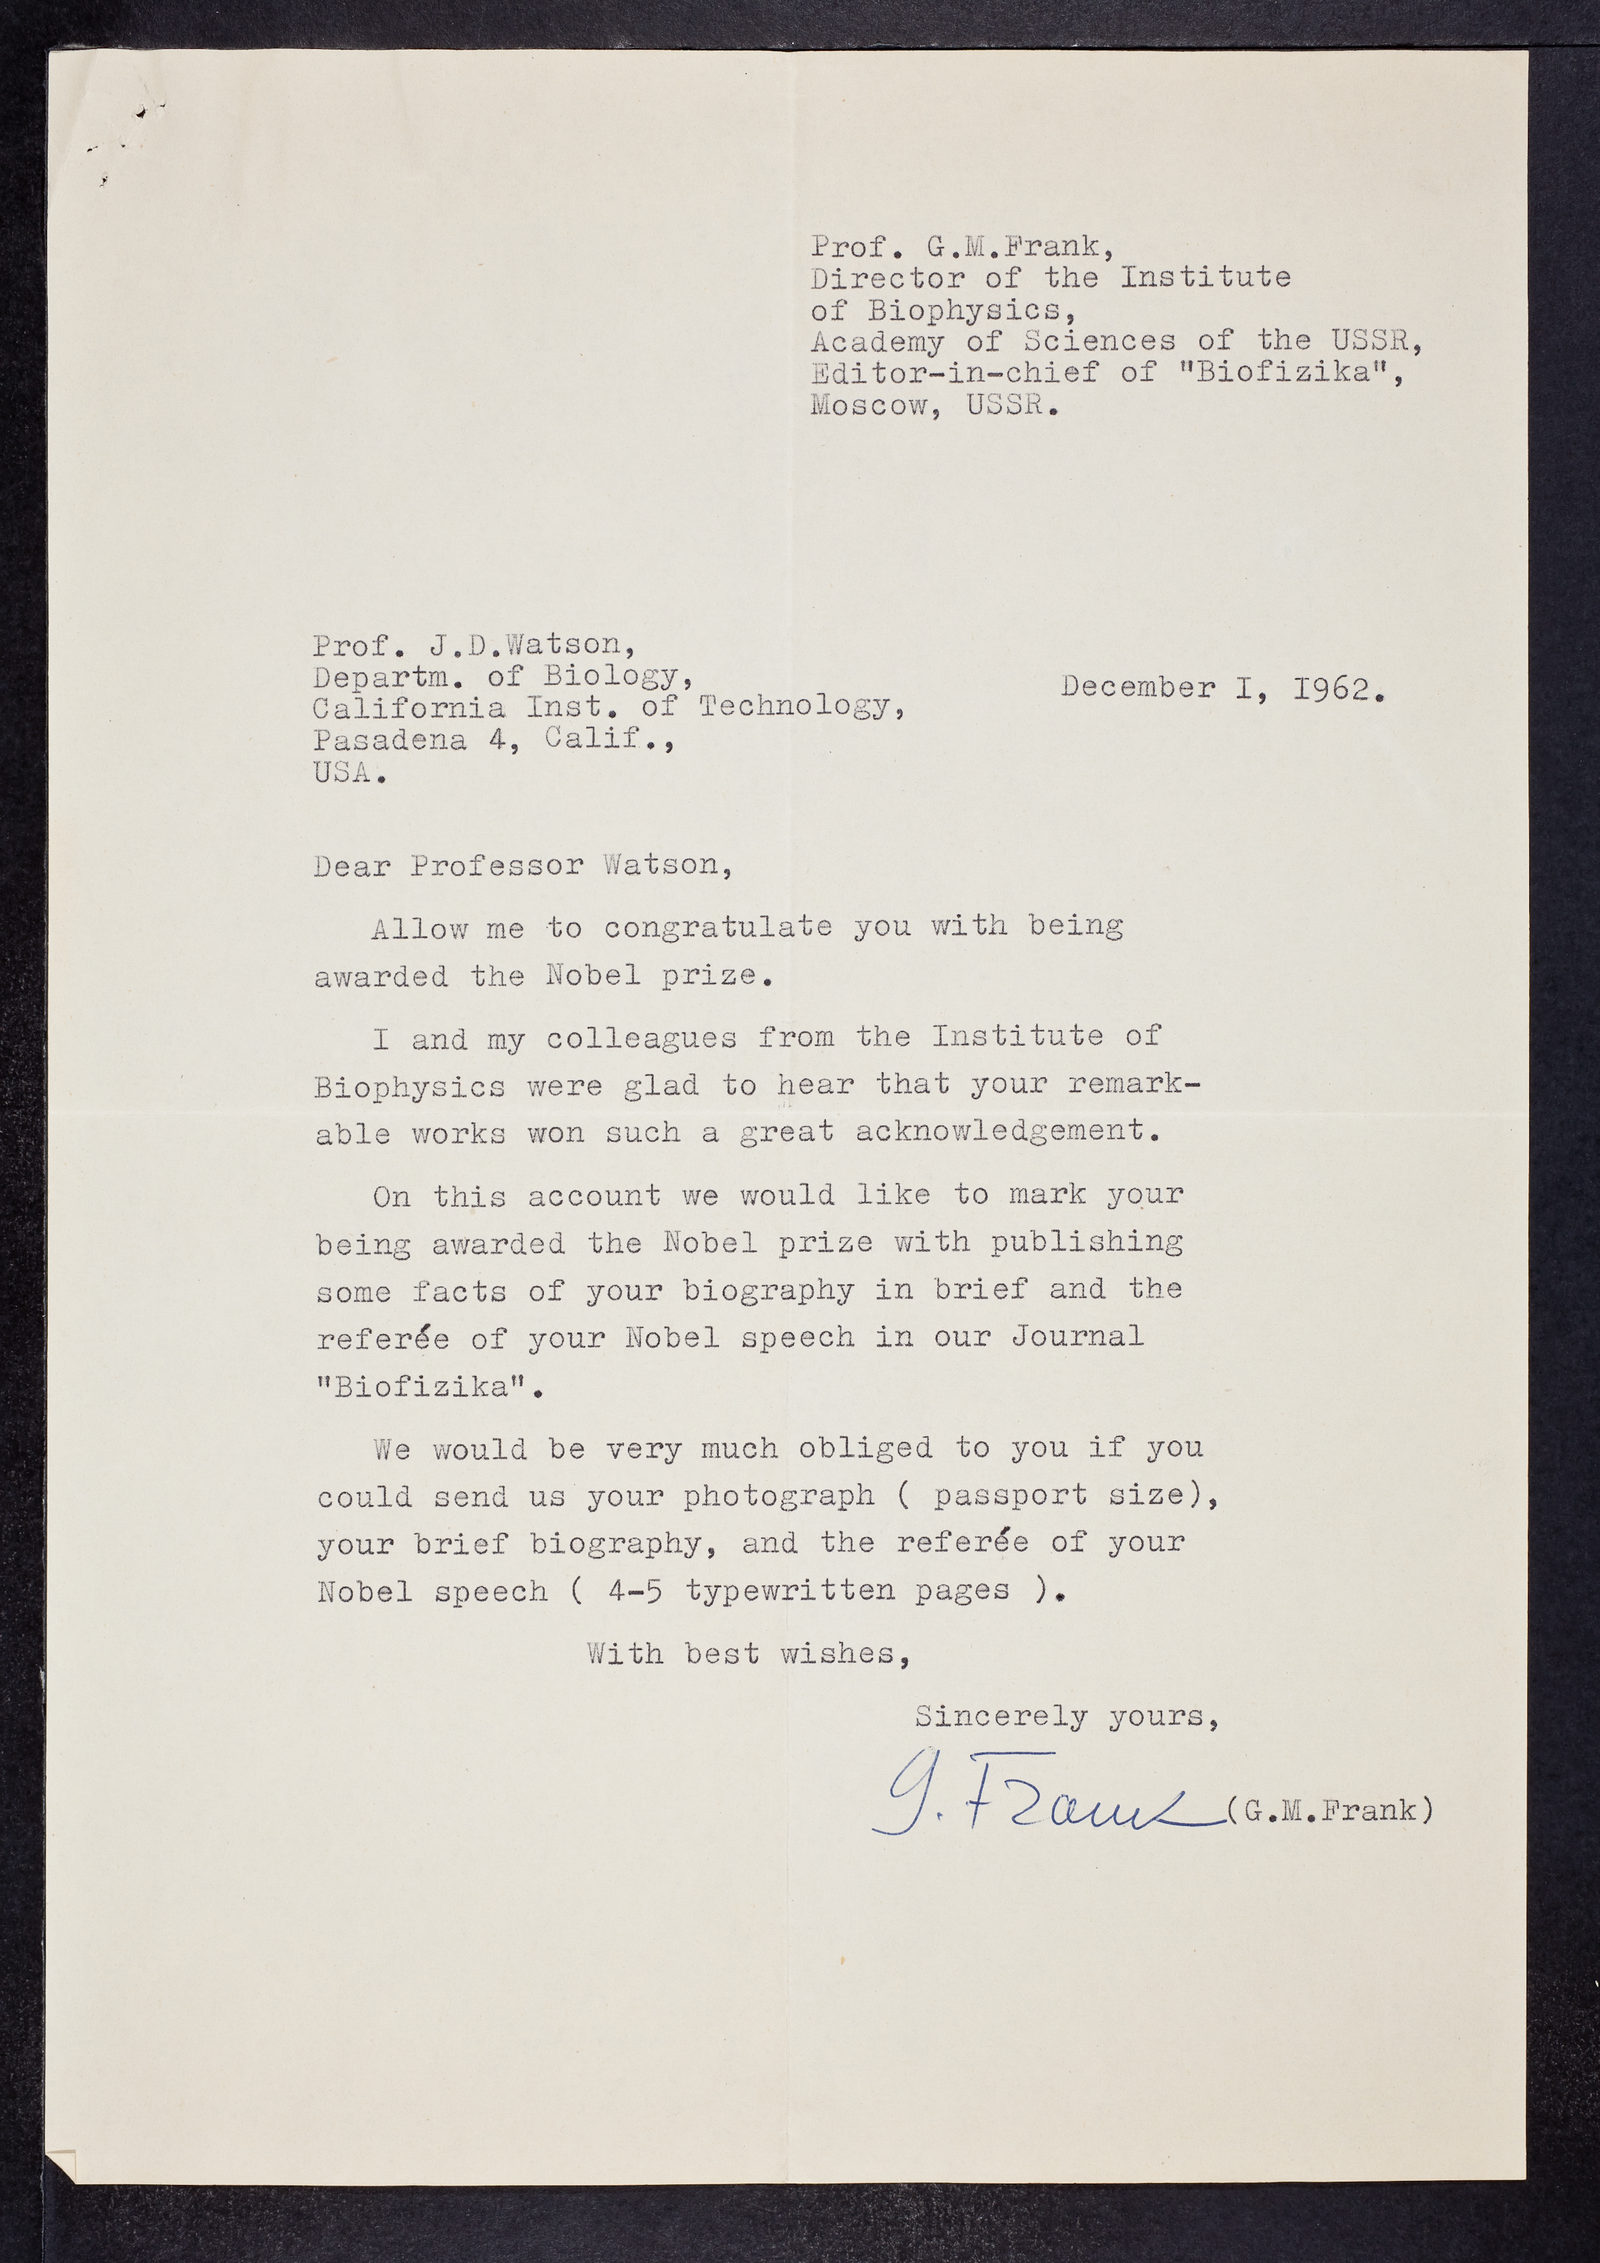 Prof. G.M.Frank,
Director of the Institute
of Biophysics,
Academy of Sciences of the USSR,
Editor-in-chief of "Biofizika",
Moscow, USSR.
Prof. J.D.Watson,
Departm. of Biology,
California Inst. of Technology,
Pasadena 4, Calif.,
USA.
December I, I962.
Dear Professor Watson,
Allow me to congratulate you with being
awarded the Nobel prize.
I and my colleagues from the Institute of
Biophysics were glad to hear that your remark-
able works won such a great acknowledgement.
On this account we would like to mark your
being awarded the Nobel prize with publishing
some facts of your biography in brief and the
referée of your Nobel speech in our Journal
"Biofizika".
We would be very much obliged to you if you
could send us your photograph ( passport size),
your brief biography, and the referée of your
Nobel speech ( 4-5 typewritten pages ).
With best wishes,
Sincerely yours,
G. Frank (G.M.Frank)